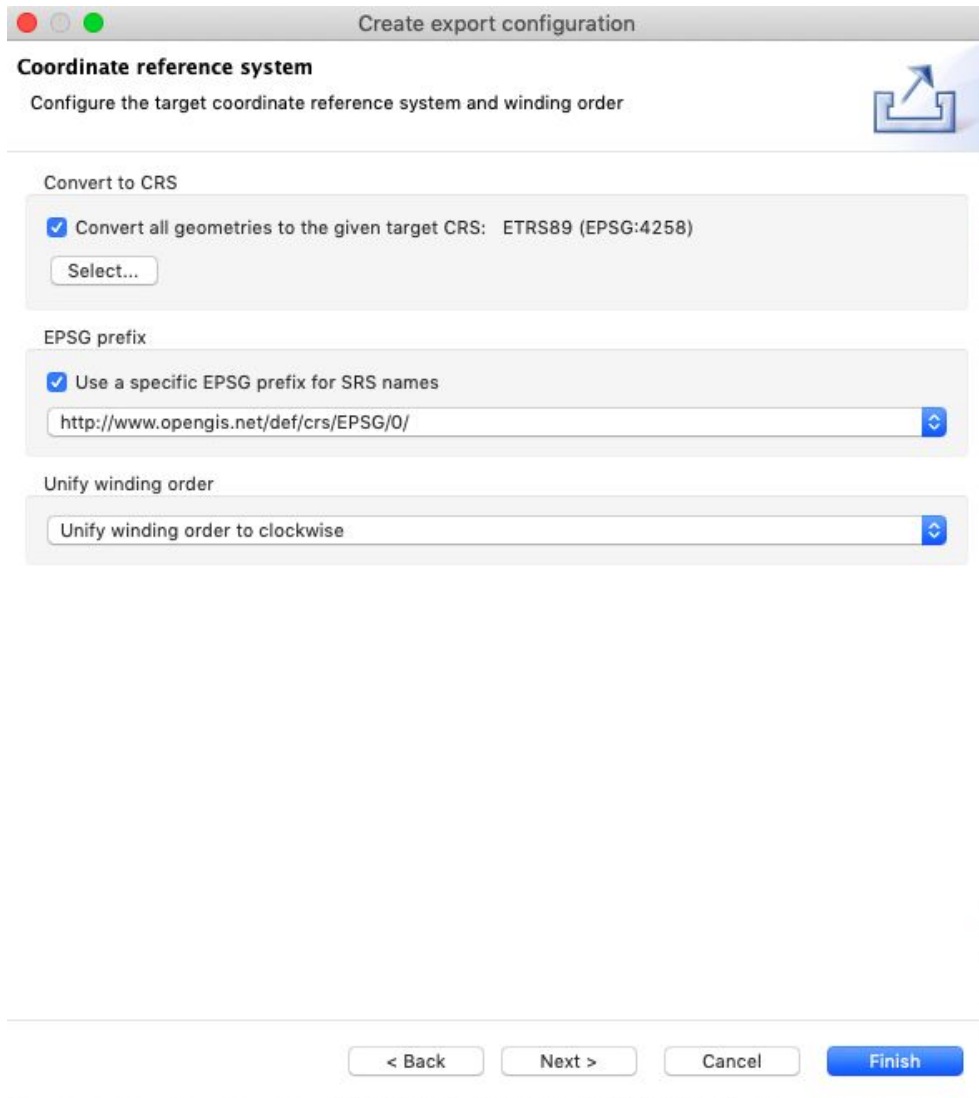 Create export configuration
Coordinate reference system
Configure the target coordinate reference system and winding order
Convert to CRS
Convert all geometries to the given target CRS: ETRS89 (EPSG:4258)
Select...
EPSG prefix
Use a specific EPSG prefix for SRS names
http://www.opengis.net/def/crs/EPSG/0/
Unify winding order
Unify winding order to clockwise
< Back Next > Cancel Finish